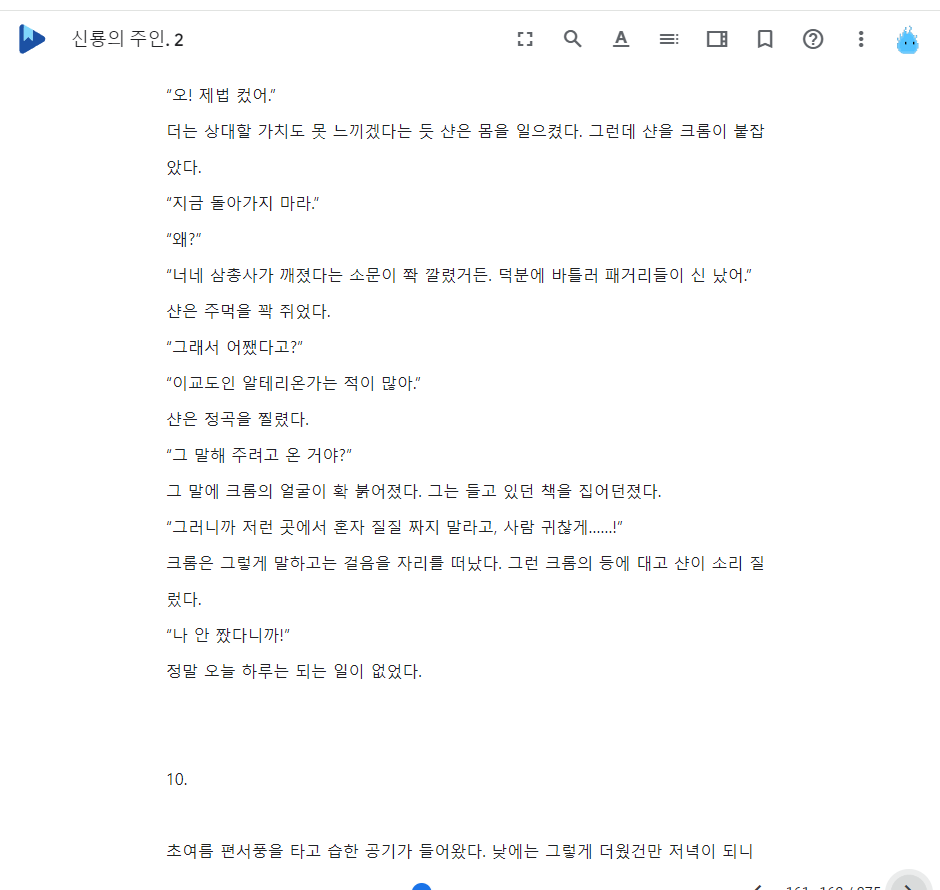 신룡의 주인. 2
“오! 제법 컸어.”
더는 상대할 가치도 못 느끼겠다는 듯 샨은 몸을 일으켰다. 그런데 샨을 크롬이 붙잡
았다.
“지금 돌아가지 마라.”
“왜?”
“너네 삼총사가 깨졌다는 소문이 쫙 깔렸거든. 덕분에 바틀러 패거리들이 신 났어.”
샨은 주먹을 꽉 쥐었다.
“그래서 어쨌다고?”
“이교도인 알테리온가는 적이 많아.”
샨은 정곡을 찔렸다.
“그 말해 주려고 온 거야?”
그 말에 크롬의 얼굴이 확 붉어졌다. 그는 들고 있던 책을 집어던졌다.
“그러니까 저런 곳에서 혼자 질질 짜지 말라고, 사람 귀찮게……!”
크롬은 그렇게 말하고는 걸음을 자리를 떠났다. 그런 크롬의 등에 대고 샨이 소리 질
렀다.
“나 안 짰다니까!”
정말 오늘 하루는 되는 일이 없었다.
10.
초여름 편서풍을 타고 습한 공기가 들어왔다. 낮에는 그렇게 더웠건만 저녁이 되니